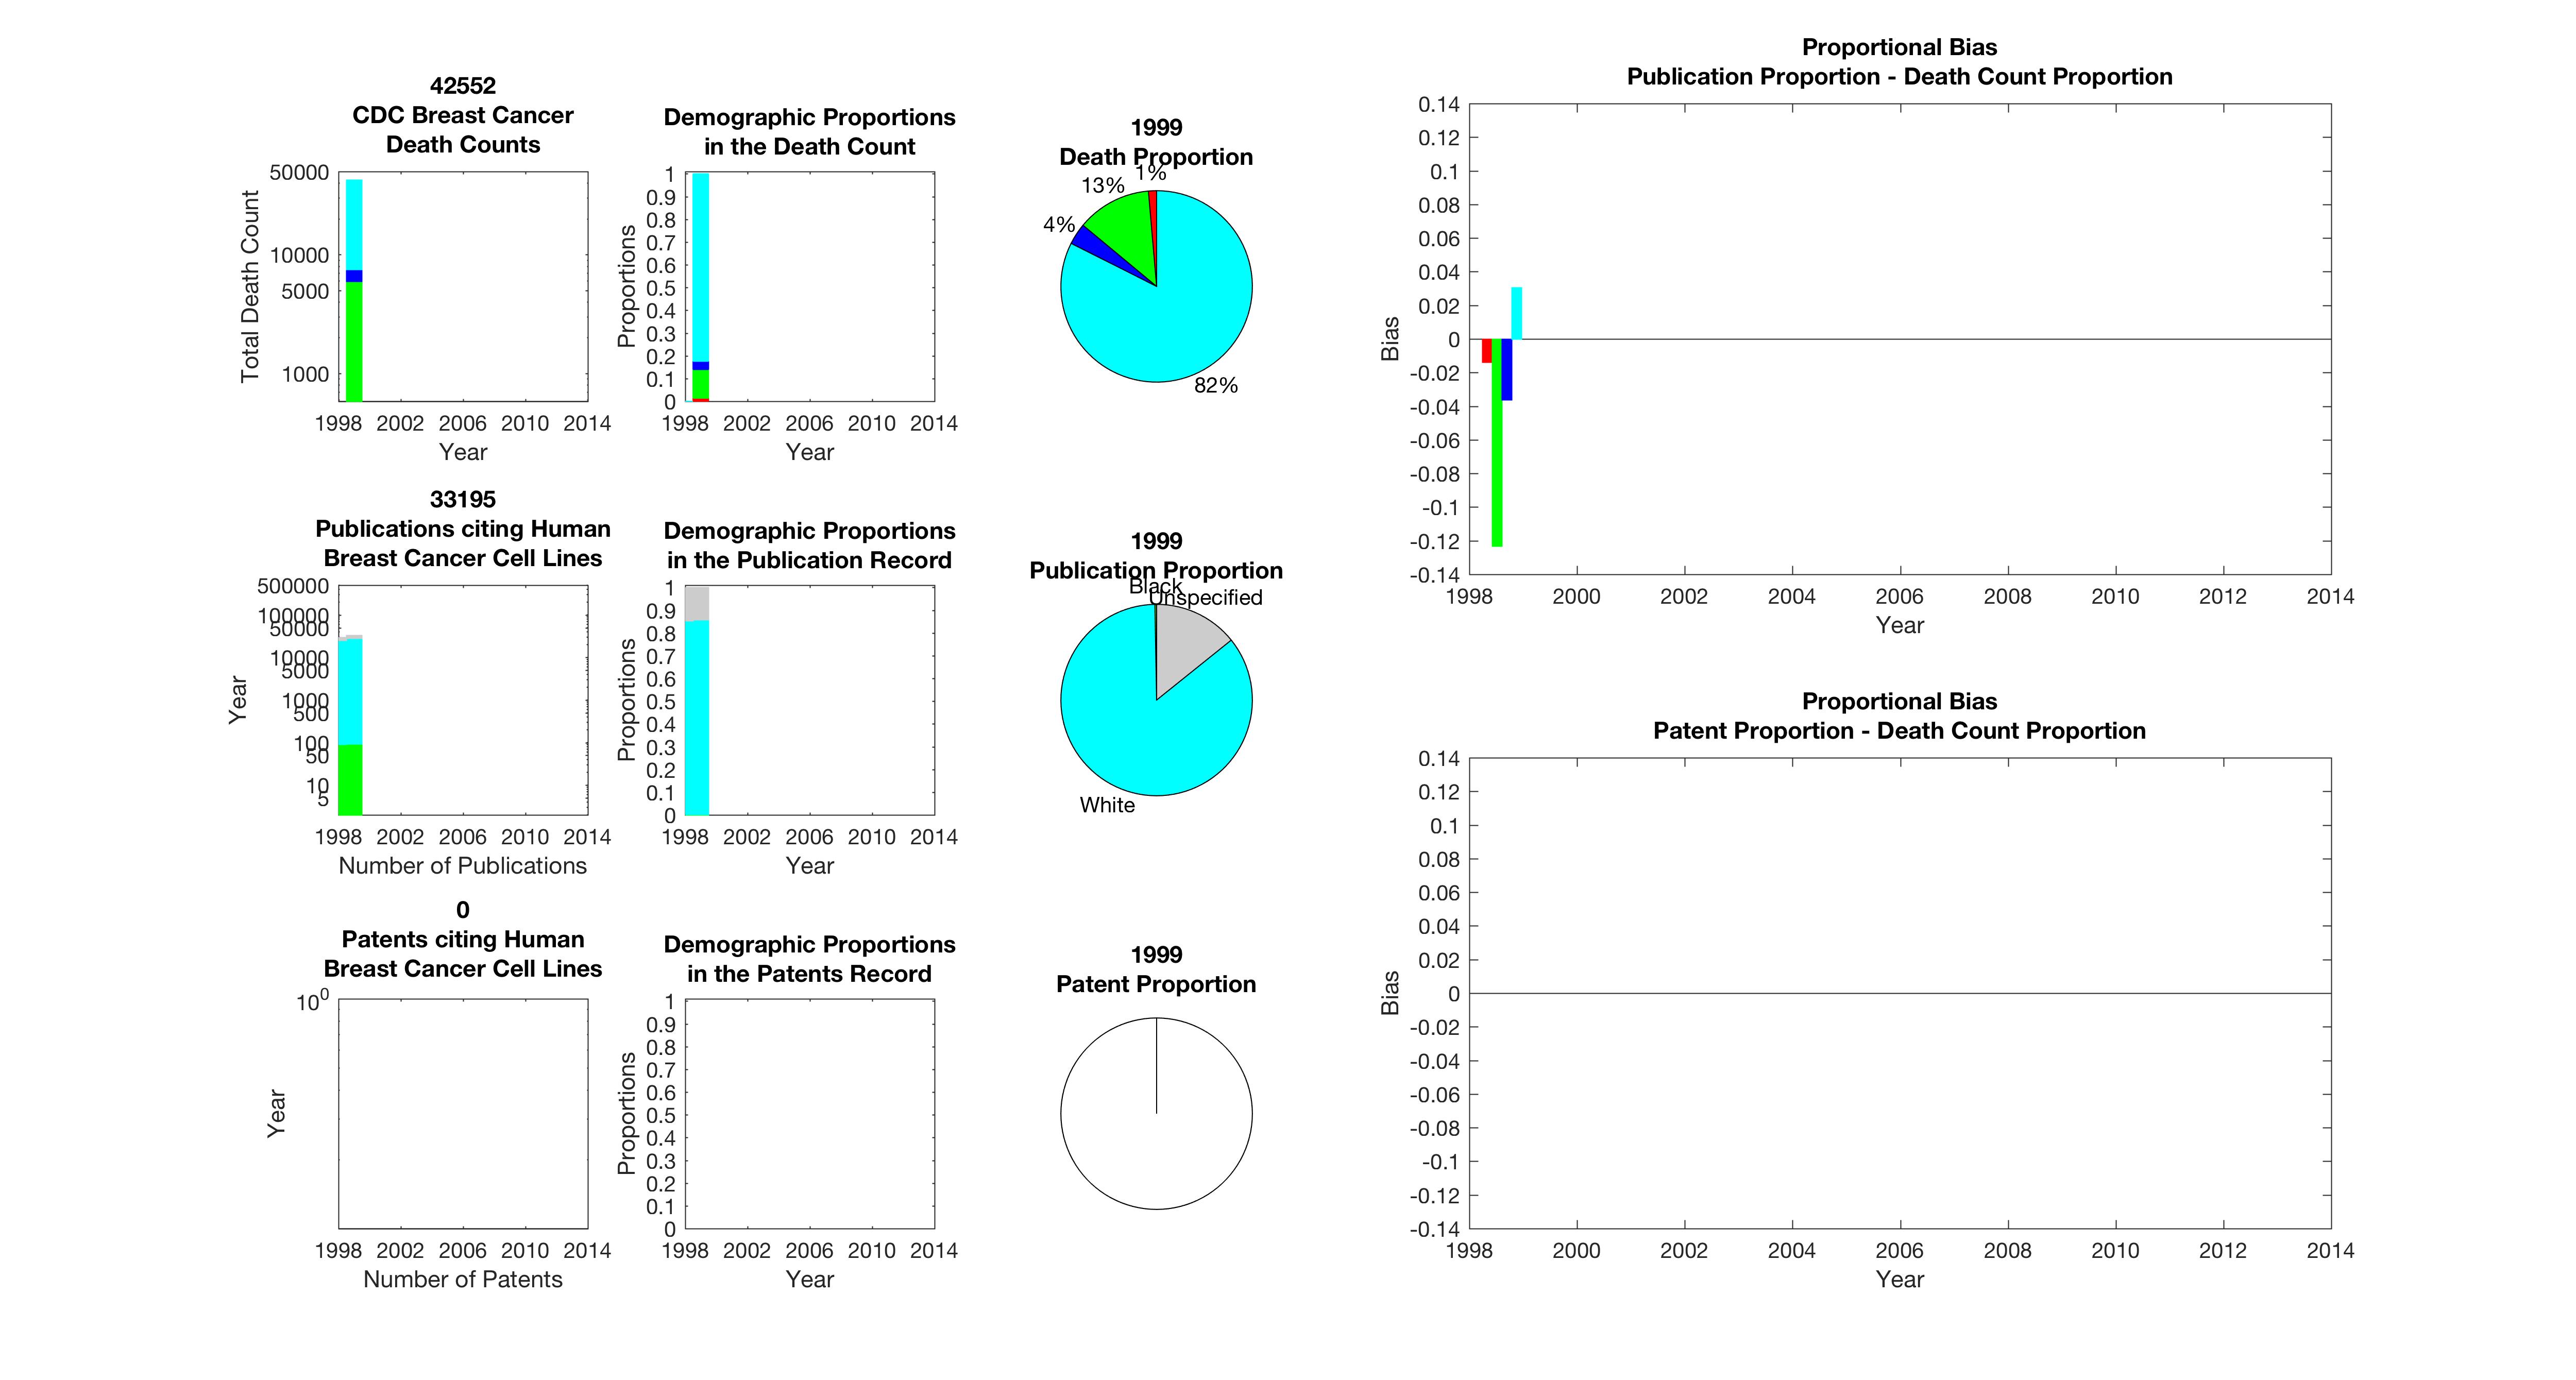 42552
CDC Breast Cancer
Death Counts
50000
10000
5000
1000
Total Death Count
1998 2002 2006 2010 2014
Year
Demographic Proportions
in the Death Count
1
0.9
0.8
0.7
0.6
0.5
0.4
0.3
0.2
0.1
0
Proportions
1998 2002 2006 2010 2014
Year
1999
Death Proportion
1%
13%
4%
82%
33195
Publications citing Human
Breast Cancer Cell Lines
500000
100000
50000
10000
5000
1000
500
100
50
10
5
Year
1998 2002 2006 2010 2014
Number of Publications
Demographic Proportions
in the Publication Record
1
0.9
0.8
0.7
0.6
0.5
0.4
0.3
0.2
0.1
0
Proportions
1998 2002 2006 2010 2014
Year
1999
Publication Proportion
Black
Unspecified
White
0
Patents citing Human
Breast Cancer Cell Lines
10⁰
Year
1998 2002 2006 2010 2014
Number of Patents
Demographic Proportions
in the Patents Record
1
0.9
0.8
0.7
0.6
0.5
0.4
0.3
0.2
0.1
0
Proportions
1998 2002 2006 2010 2014
Year
1999
Patent Proportion
Proportional Bias
Publication Proportion - Death Count Proportion
0.14
0.12
0.1
0.08
0.06
0.04
0.02
0
-0.02
-0.04
-0.06
-0.08
-0.1
-0.12
-0.14
Bias
1998 2000 2002 2004 2006 2008 2010 2012 2014
Year
Proportional Bias
Patent Proportion - Death Count Proportion
0.14
0.12
0.1
0.08
0.06
0.04
0.02
0
-0.02
-0.04
-0.06
-0.08
-0.1
-0.12
-0.14
Bias
1998 2000 2002 2004 2006 2008 2010 2012 2014
Year